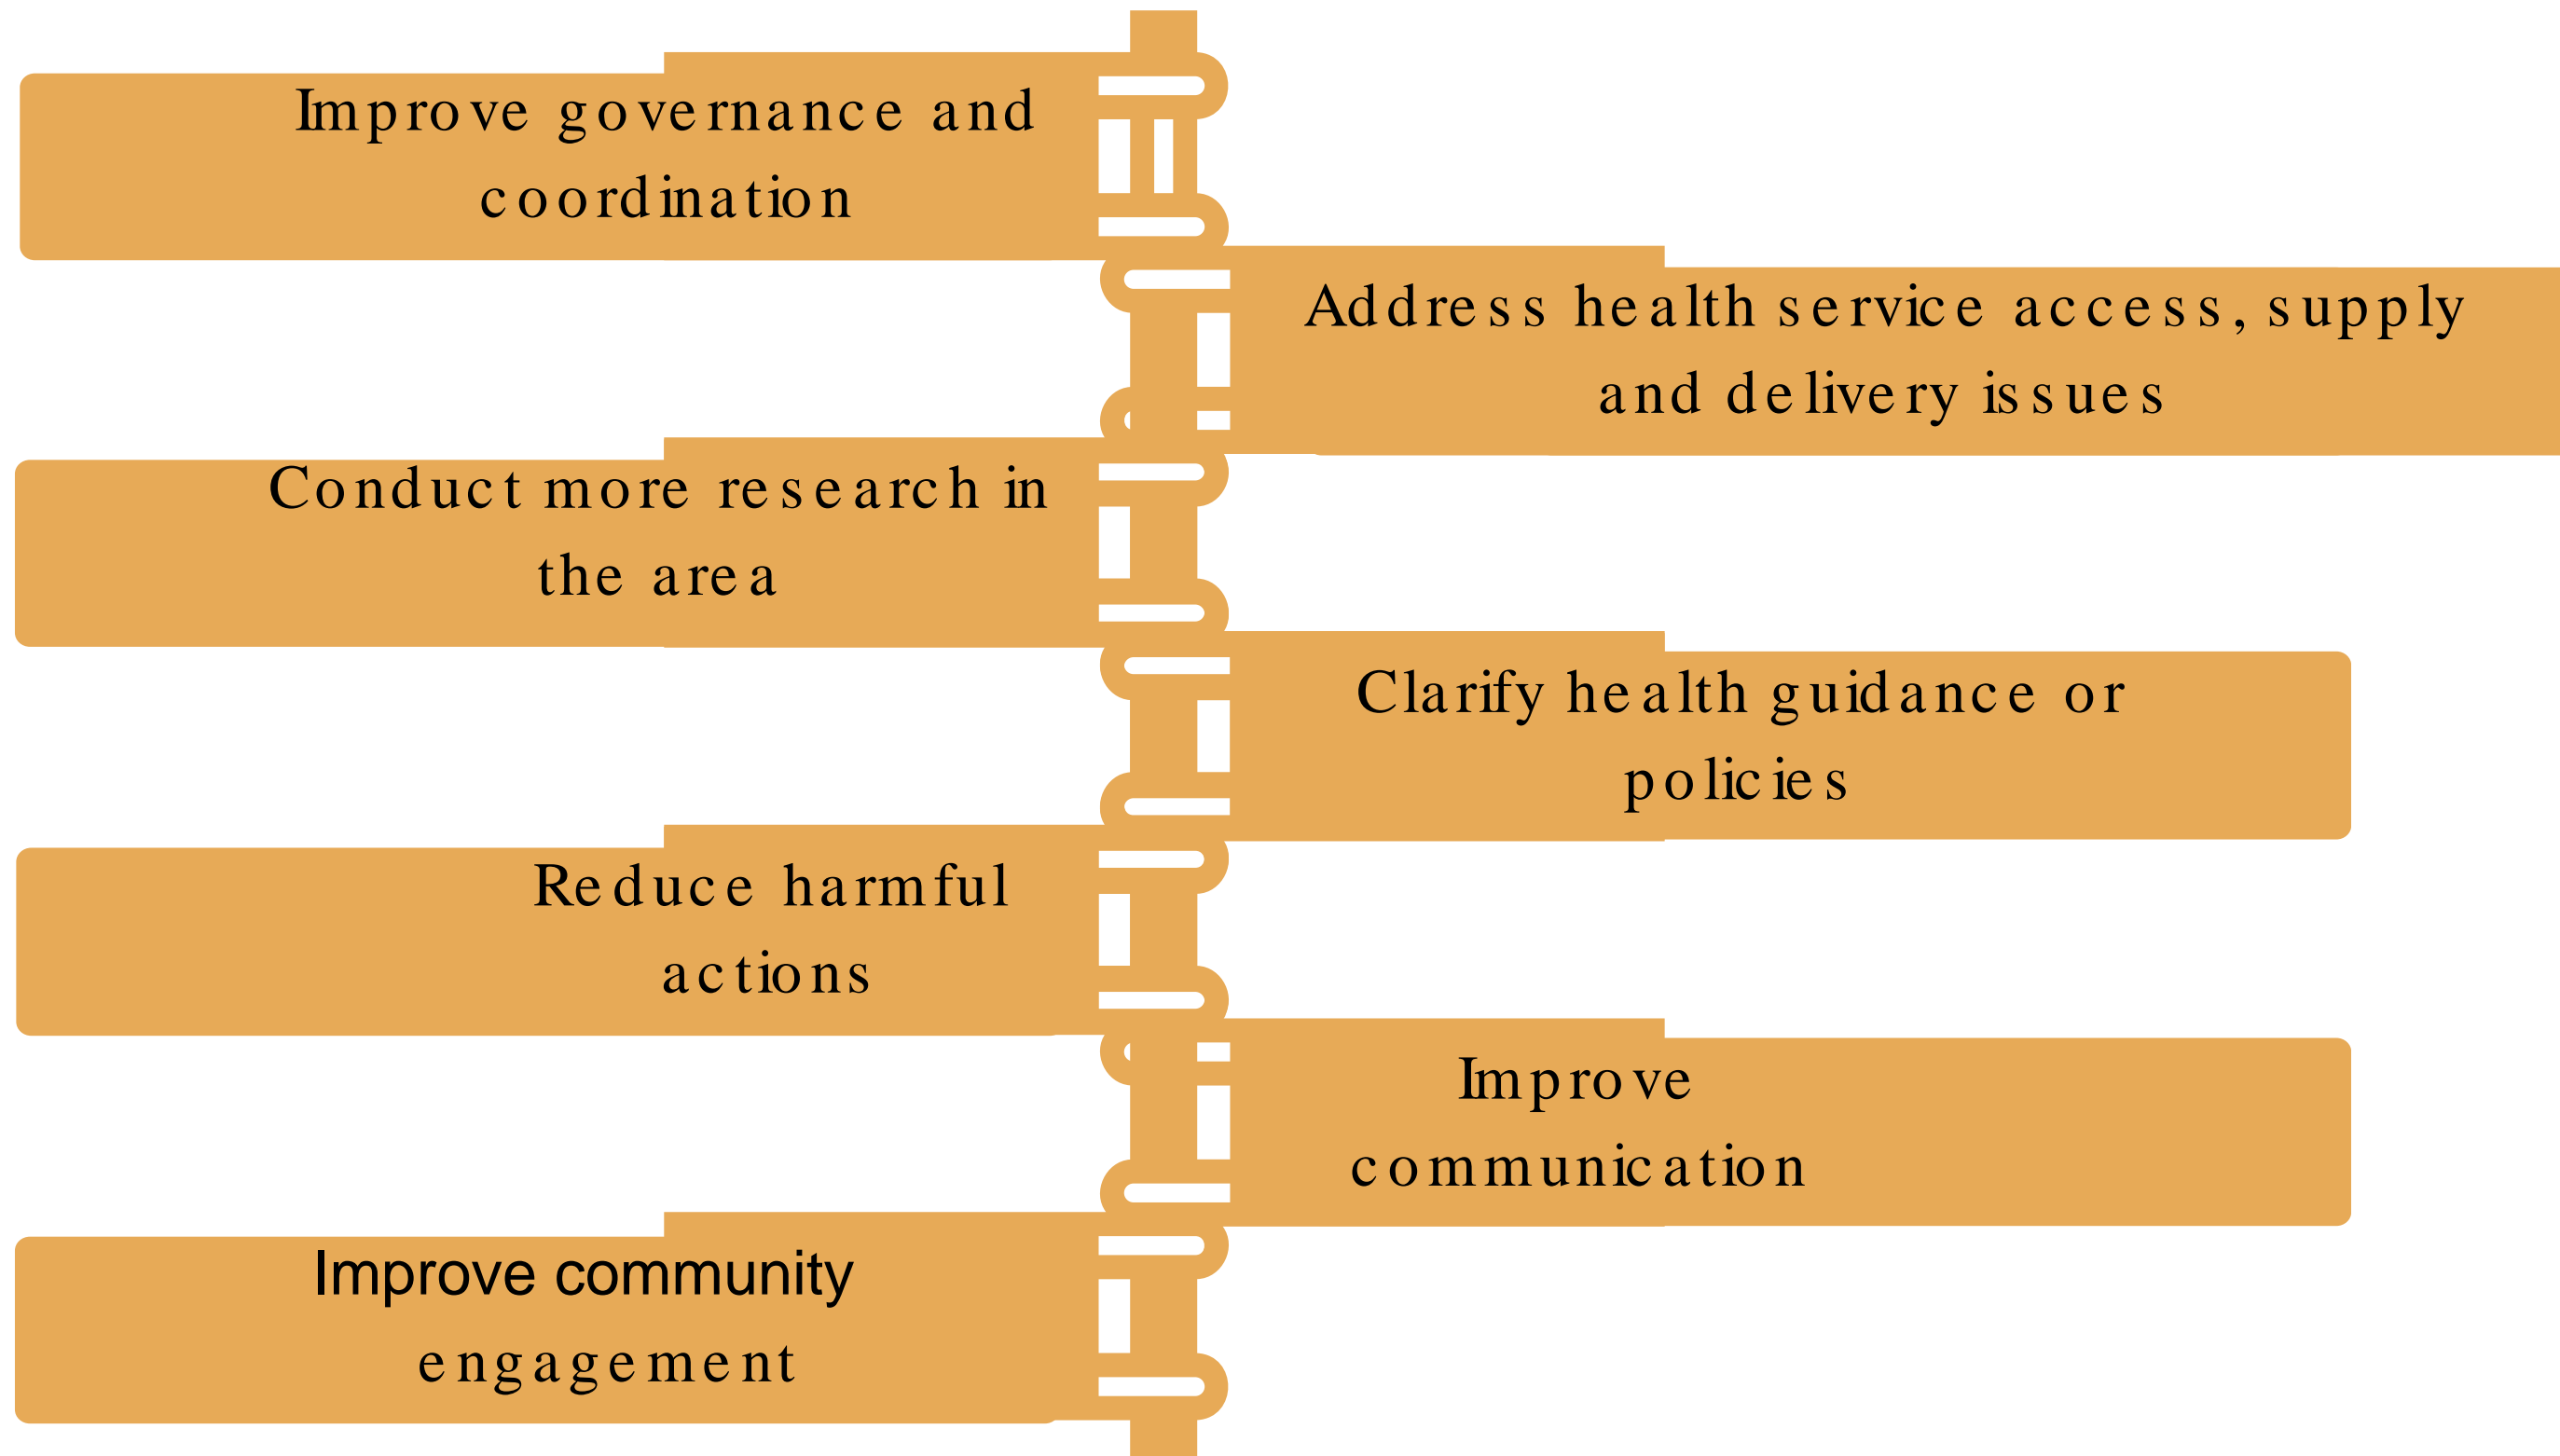 Improve governance and
coordination
Address health service access, supply
and delivery issues
Conduct more research in
the area
Clarify health guidance or
policies
Reduce harmful
actions
Improve
communication
Improve community
engagement